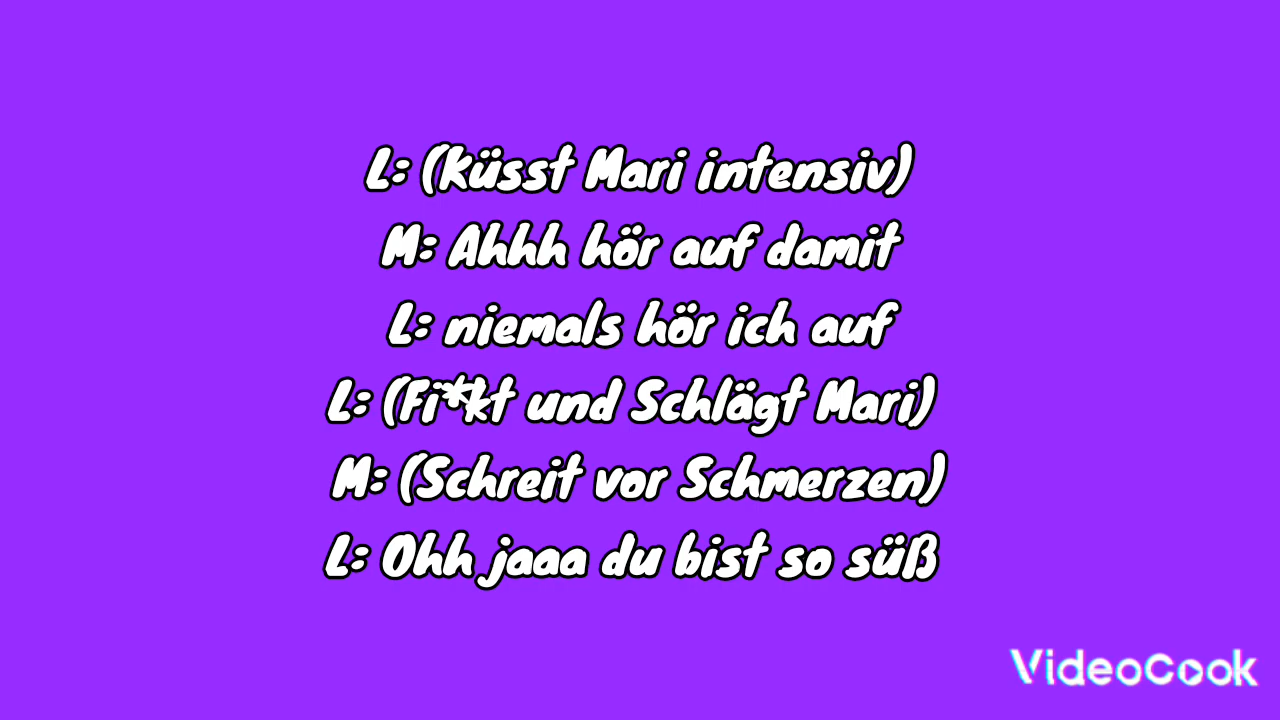 L: (Küsst Mari intensiv)
M: Ahhh hör auf damit
L: niemals hör ich auf
L: (Fi*kt und Schlägt Mari)
M: (Schreit vor Schmerzen)
L: Ohh jaaa du bist so süß
VideoCook